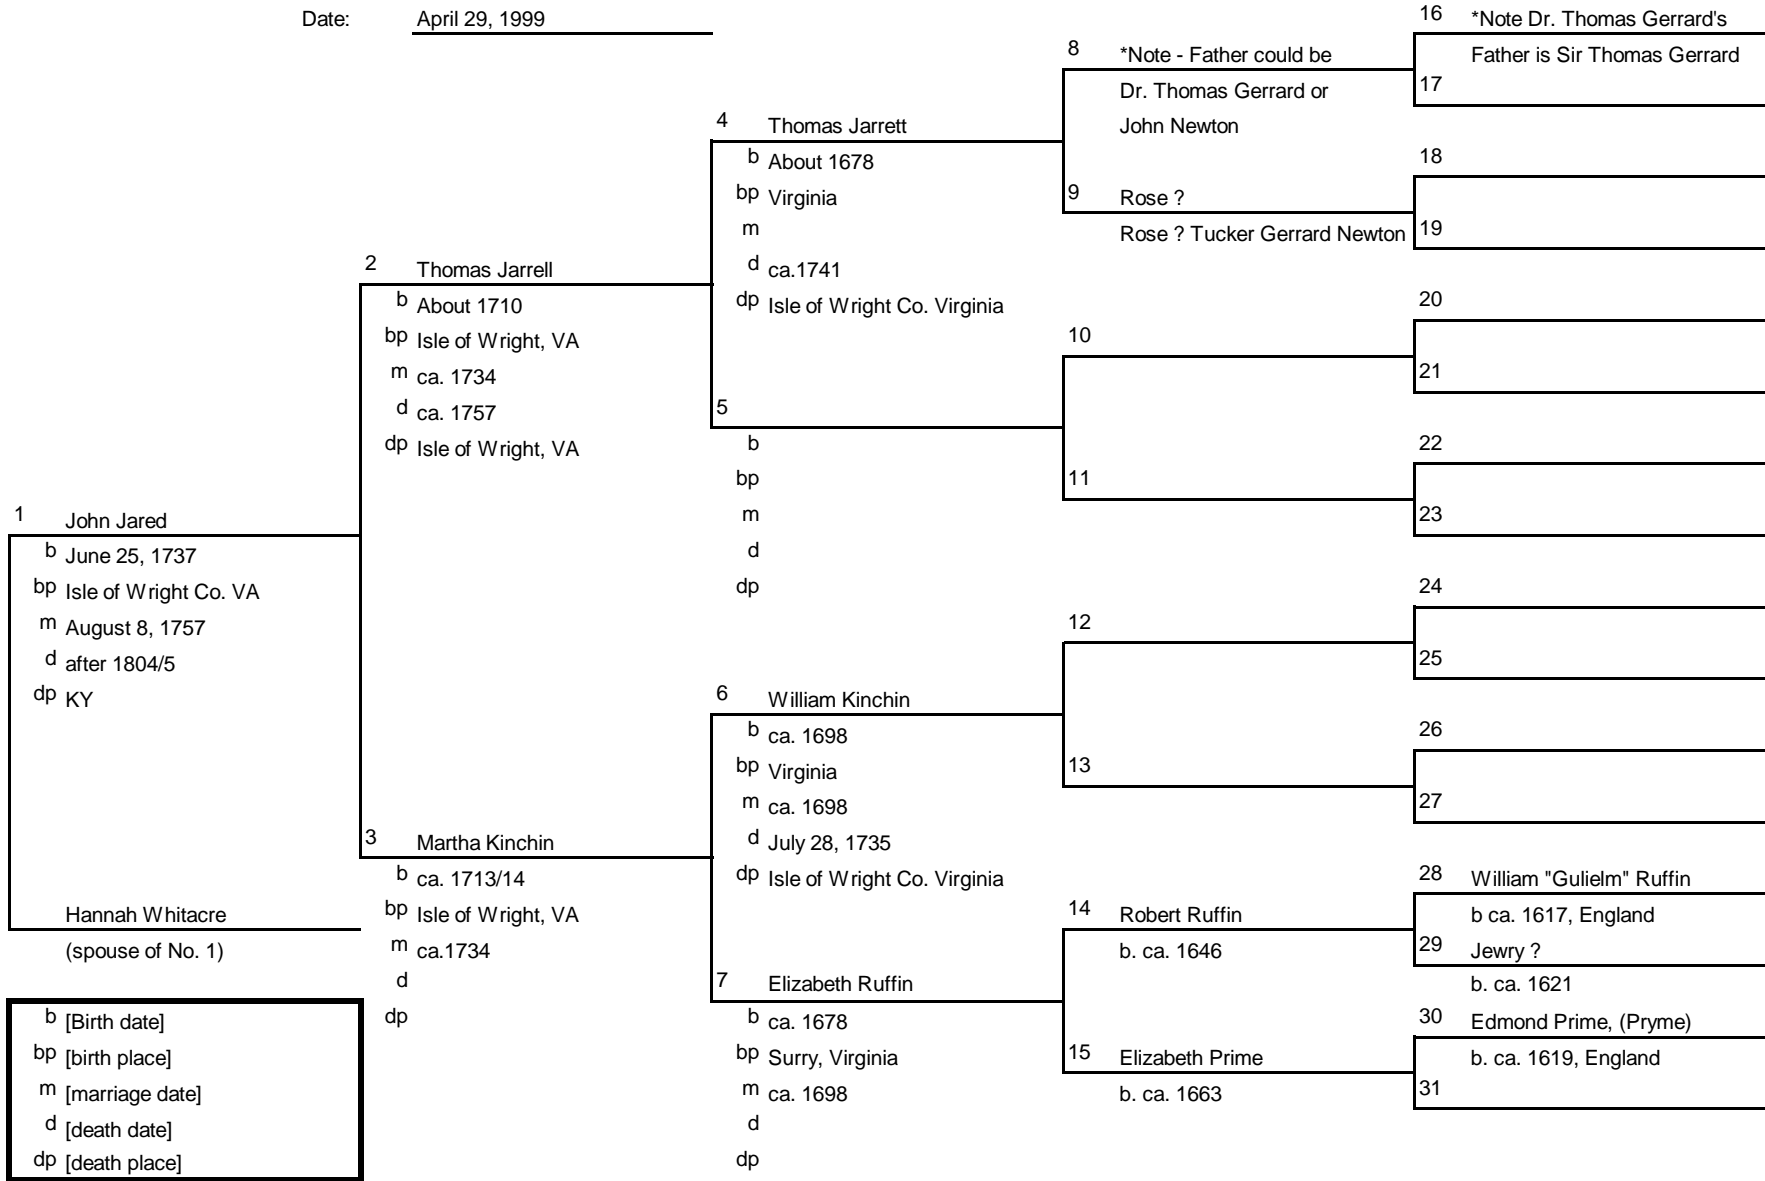 Date: April 29, 1999
1 John Jared
b June 25, 1737
bp Isle of Wright Co. VA
m August 8, 1757
d after 1804/5
dp KY
Hannah Whitacre
(spouse of No. 1)
b [Birth date]
bp [birth place]
m [marriage date]
d [death date]
dp [death place]
2 Thomas Jarrell
b About 1710
bp Isle of Wright, VA
m ca. 1734
d ca. 1757
dp Isle of Wright, VA
3 Martha Kinchin
b ca. 1713/14
bp Isle of Wright, VA
m ca.1734
d
dp
4 Thomas Jarrett
b About 1678
bp Virginia
m
d ca.1741
dp Isle of Wright Co. Virginia
5
b
bp
m
d
dp
6 William Kinchin
b ca. 1698
bp Virginia
m ca. 1698
d July 28, 1735
dp Isle of Wright Co. Virginia
7 Elizabeth Ruffin
b ca. 1678
bp Surry, Virginia
m ca. 1698
d
dp
8 *Note - Father could be
Dr. Thomas Gerrard or
John Newton
9 Rose ?
Rose ? Tucker Gerrard Newton
10
11
12
13
14 Robert Ruffin
b. ca. 1646
15 Elizabeth Prime
b. ca. 1663
16 *Note Dr. Thomas Gerrard's
Father is Sir Thomas Gerrard
17
18
19
20
21
22
23
24
25
26
27
28 William "Gulielm" Ruffin
b ca. 1617, England
29 Jewry ?
b. ca. 1621
30 Edmond Prime, (Pryme)
b. ca. 1619, England
31